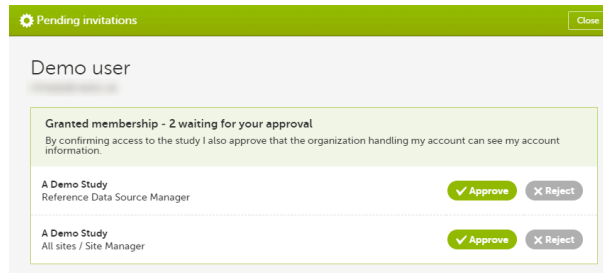 Pending invitations
Close
Demo user
Granted membership - 2 waiting for your approval
By confirming access to the study I also approve that the organization handling my account can see my account
information.
A Demo Study
Reference Data Source Manager
Approve
Reject
A Demo Study
All sites / Site Manager
Approve
Reject